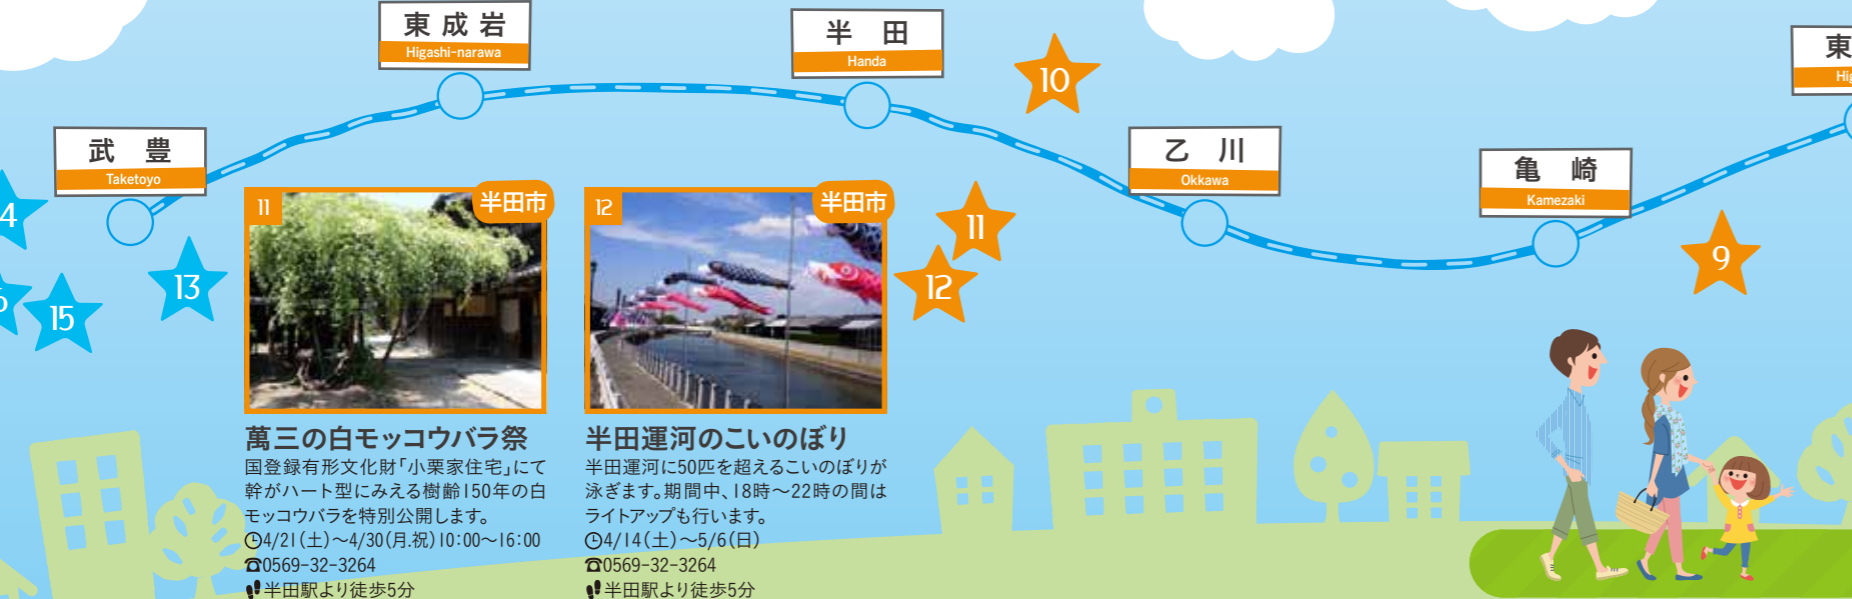 東成岩
Higashi-narawa
半田
Handa
10
東
武豊
Taketoyo
乙川
Okkawa
亀崎
Kamezaki
4
13
15
11
12
9
11
半田市
萬三の白モッコウバラ祭
国登録有形文化財「小栗家住宅」にて
幹がハート型にみえる樹齢150年の白
モッコウバラを特別公開します。
4/21(土)〜4/30(月.祝)10:00〜16:00
☎0569-32-3264
半田駅より徒歩5分
12
半田市
半田運河のこいのぼり
半田運河に50匹を超えるこいのぼりが
泳ぎます。期間中、18時〜22時の間は
ライトアップも行います。
4/14(土)〜5/6(日)
☎0569-32-3264
半田駅より徒歩5分